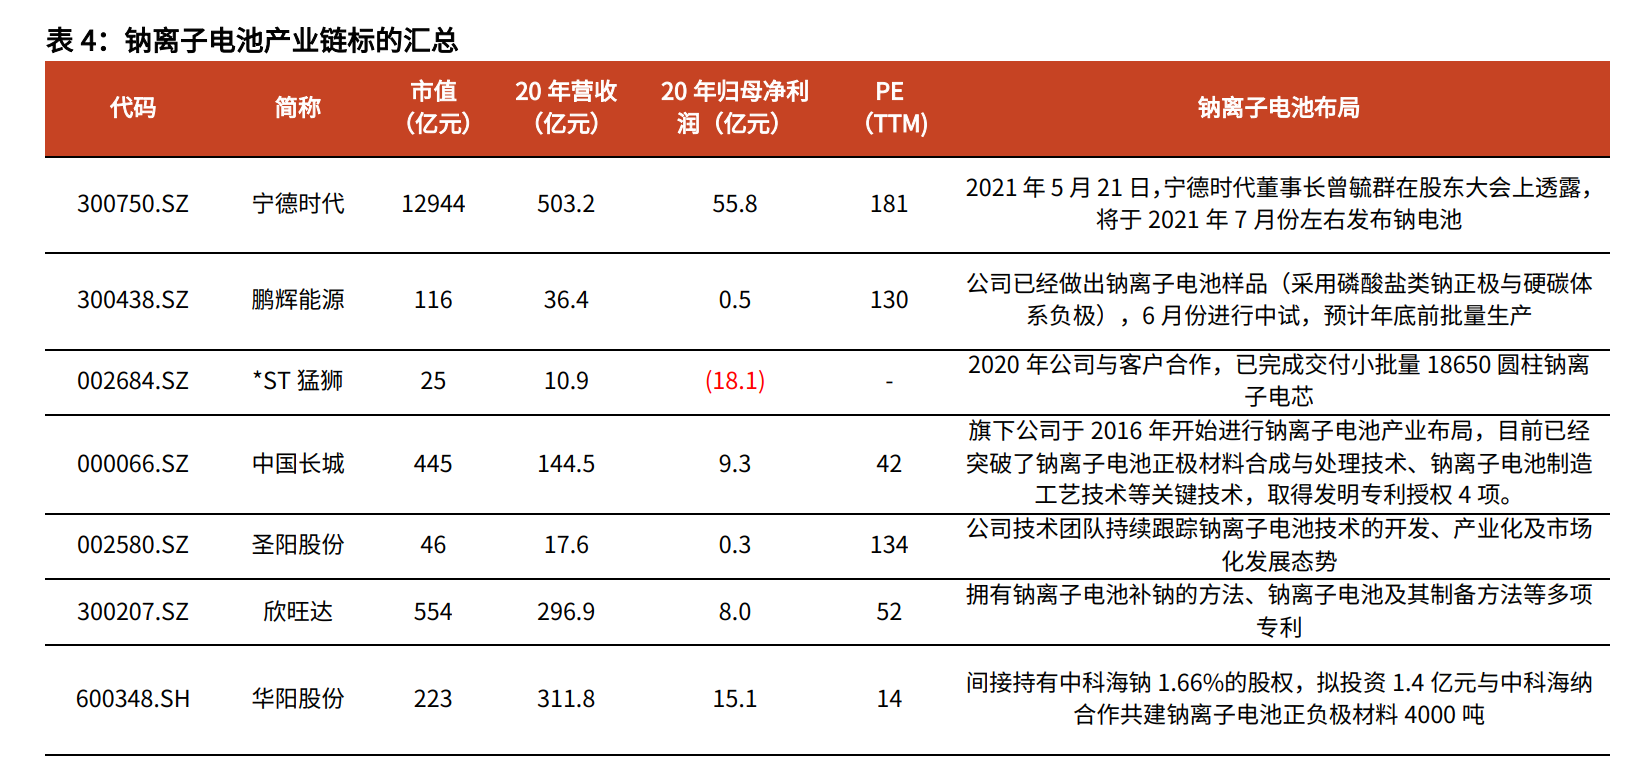 表 4：钠离子电池产业链标的汇总
代码 简称 市值（亿元） 20 年营收（亿元） 20 年归母净利润（亿元） PE（TTM) 钠离子电池布局
300750.SZ 宁德时代 12944 503.2 55.8 181 2021 年 5 月 21 日，宁德时代董事长曾毓群在股东大会上透露，
将于 2021 年 7 月份左右发布钠电池
300438.SZ 鹏辉能源 116 36.4 0.5 130 公司已经做出钠离子电池样品（采用磷酸盐类钠正极与硬碳体
系负极），6 月份进行中试，预计年底前批量生产
002684.SZ *ST 猛狮 25 10.9 (18.1) - 2020 年公司与客户合作，已完成交付小批量 18650 圆柱钠离
子电芯
000066.SZ 中国长城 445 144.5 9.3 42 旗下公司于 2016 年开始进行钠离子电池产业布局，目前已经
突破了钠离子电池正极材料合成与处理技术、钠离子电池制造
工艺技术等关键技术，取得发明专利授权 4 项。
002580.SZ 圣阳股份 46 17.6 0.3 134 公司技术团队持续跟踪钠离子电池技术的开发、产业化及市场
化发展态势
300207.SZ 欣旺达 554 296.9 8.0 52 拥有钠离子电池补钠的方法、钠离子电池及其制备方法等多项
专利
600348.SH 华阳股份 223 311.8 15.1 14 间接持有中科海钠 1.66%的股权，拟投资 1.4 亿元与中科海纳
合作共建钠离子电池正负极材料 4000 吨